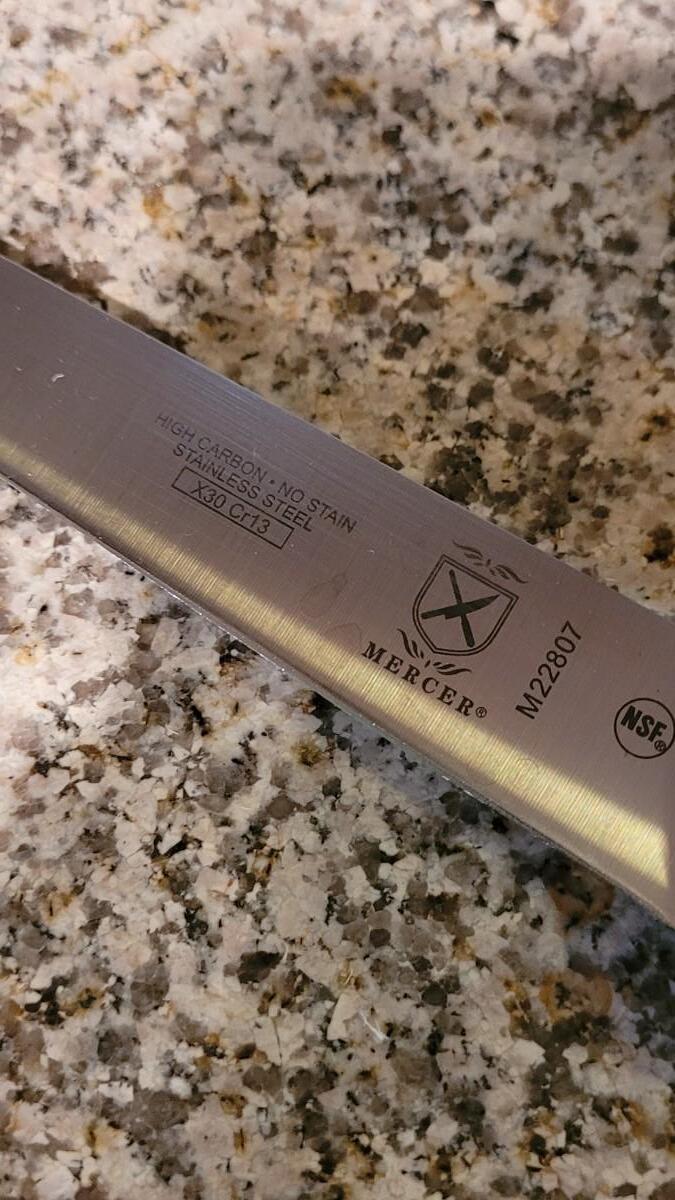 HIGH CARBON • NO STAIN
STAINLESS STEEL
X30 Cr13
MERCER®
M22807
NSF®